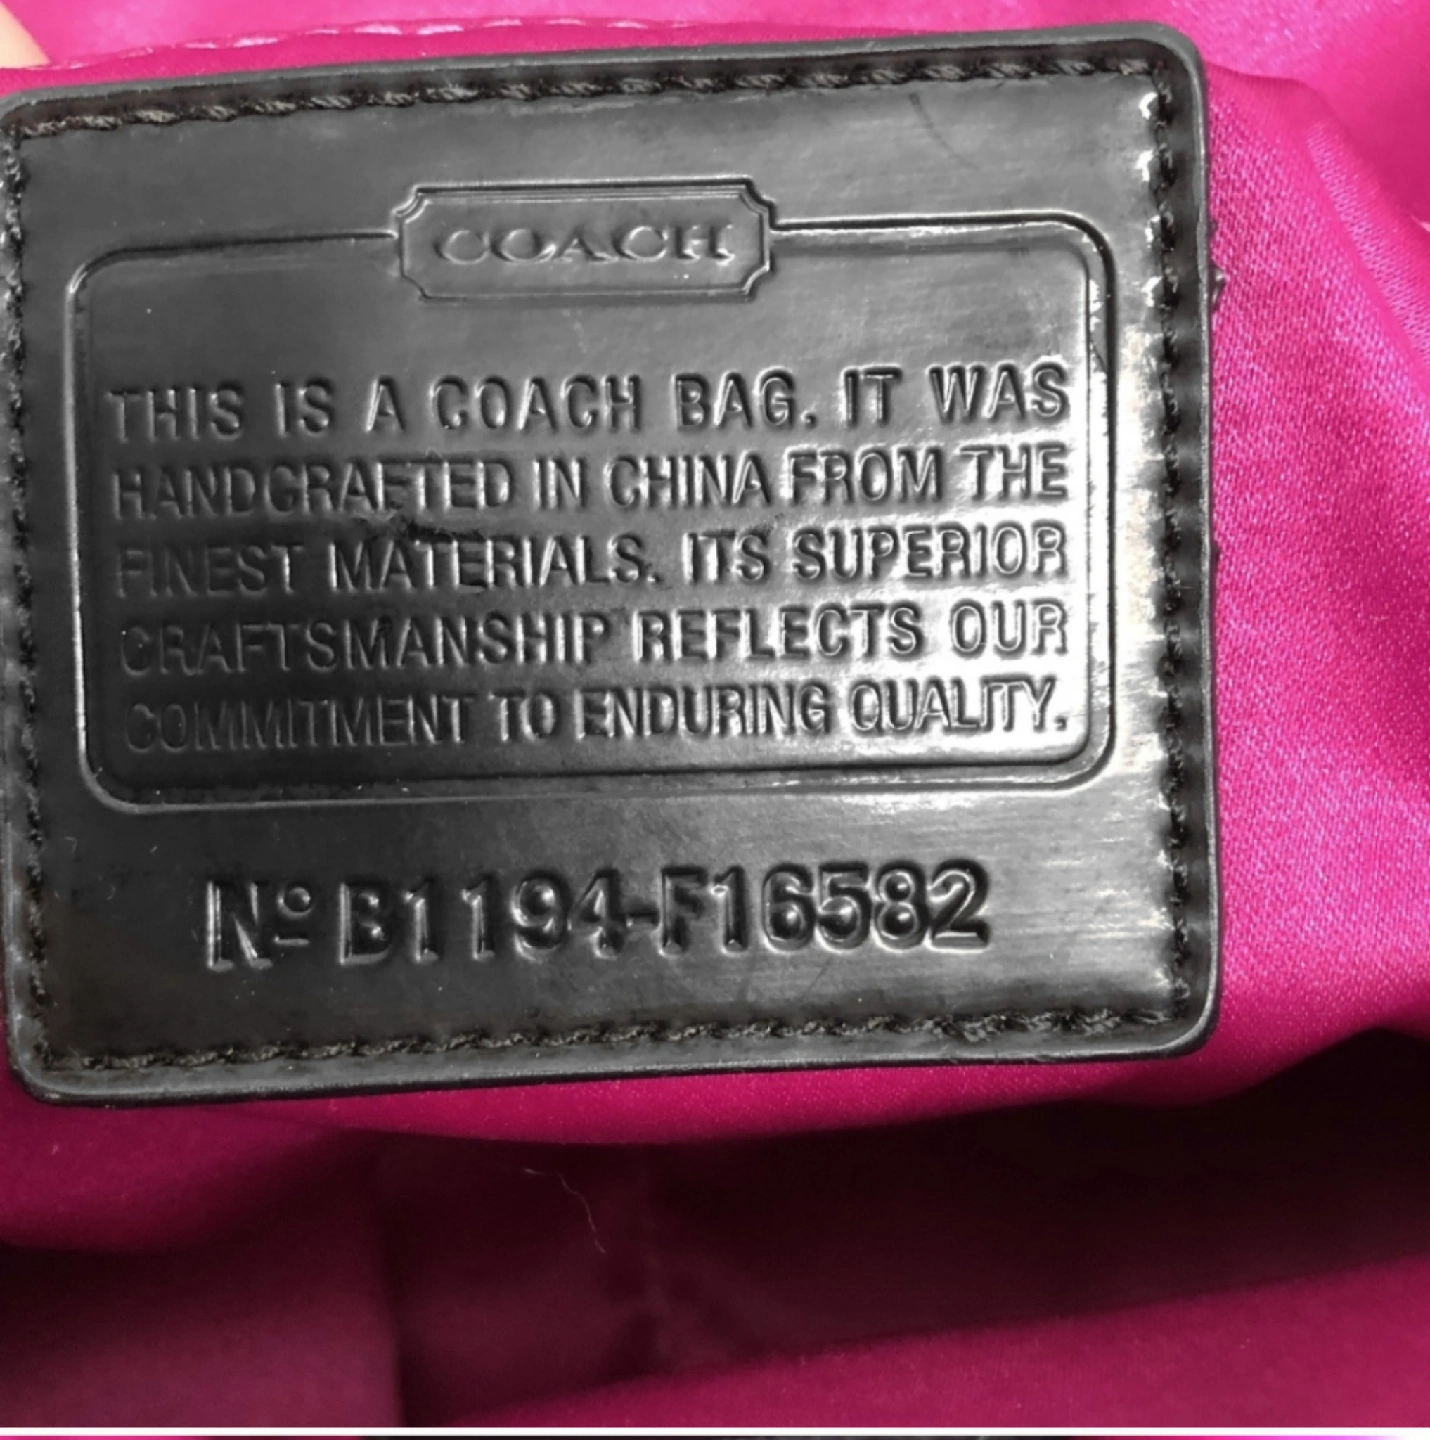 COACH
THIS IS A COACH BAG. IT WAS
HANDCRAFTED IN CHINA FROM THE
FINEST MATERIALS. ITS SUPERIOR
CRAFTSMANSHIP REFLECTS OUR
COMMITMENT TO ENDURING QUALITY.
Nº B1194-F16582